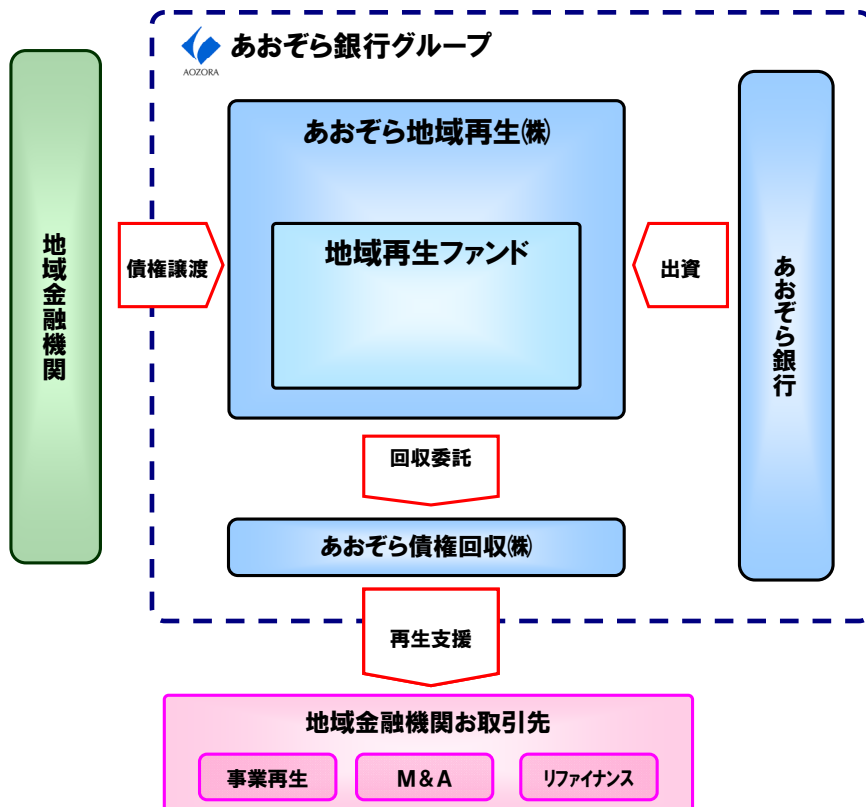 あおぞら銀行グループ
AOZORA
あおぞら地域再生㈱
地域再生ファンド
地域金融機関
債権譲渡
出資
あおぞら銀行
回収委託
あおぞら債権回収㈱
再生支援
地域金融機関お取引先
事業再生
M&A
リファイナンス